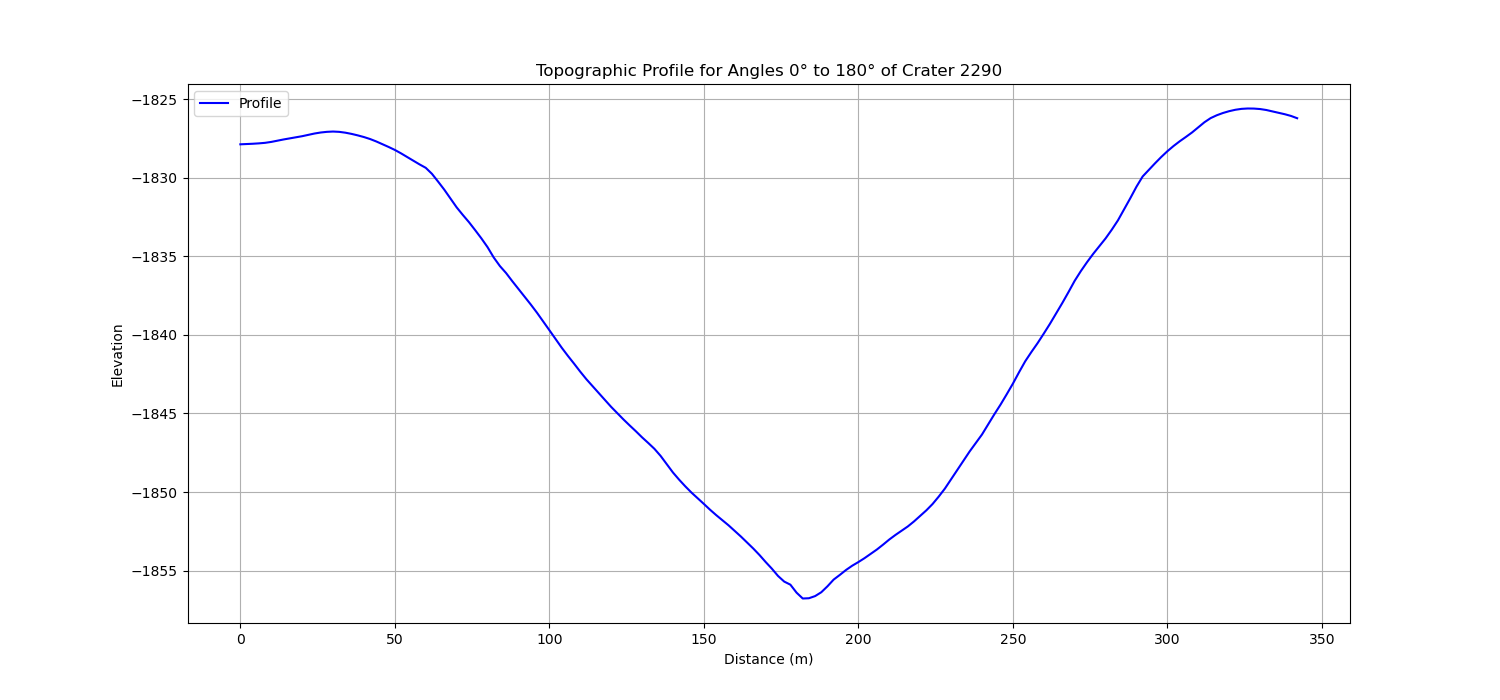 Topographic Profile for Angles 0° to 180° of Crater 2290
Profile
−1825
−1830
−1835
−1840
−1845
−1850
−1855
Elevation
0 50 100 150 200 250 300 350
Distance (m)